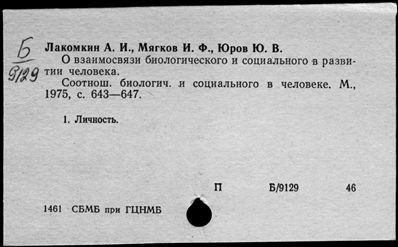 Б
9129
Лакомкин А. И., Мягков И. Ф., Юров Ю. В.
О взаимосвязи биологического и социального в разви-
тии человека.
Соотнош. биологич. и социального в человеке. М.,
1975, с. 643—647.
1. Личность.
П Б/9129 46
1461 СБМБ при ГЦНМБ